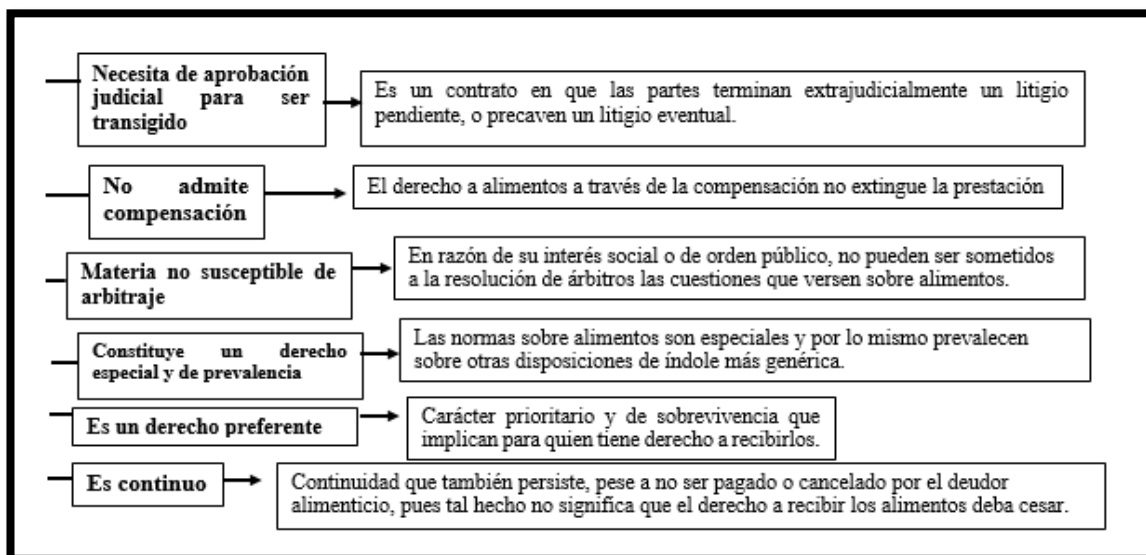 Necesita de aprobación
judicial para ser
transigido
Es un contrato en que las partes terminan extrajudicialmente un litigio
pendiente, o precaven un litigio eventual.
No admite
compensación
El derecho a alimentos a través de la compensación no extingue la prestación
Materia no susceptible de
arbitraje
En razón de su interés social o de orden público, no pueden ser sometidos
a la resolución de árbitros las cuestiones que versen sobre alimentos.
Constituye un derecho
especial y de prevalencia
Las normas sobre alimentos son especiales y por lo mismo prevalecen
sobre otras disposiciones de índole más genérica.
Es un derecho preferente
Carácter prioritario y de sobrevivencia que
implican para quien tiene derecho a recibirlos.
Es continuo
Continuidad que también persiste, pese a no ser pagado o cancelado por el deudor
alimenticio, pues tal hecho no significa que el derecho a recibir los alimentos deba cesar.